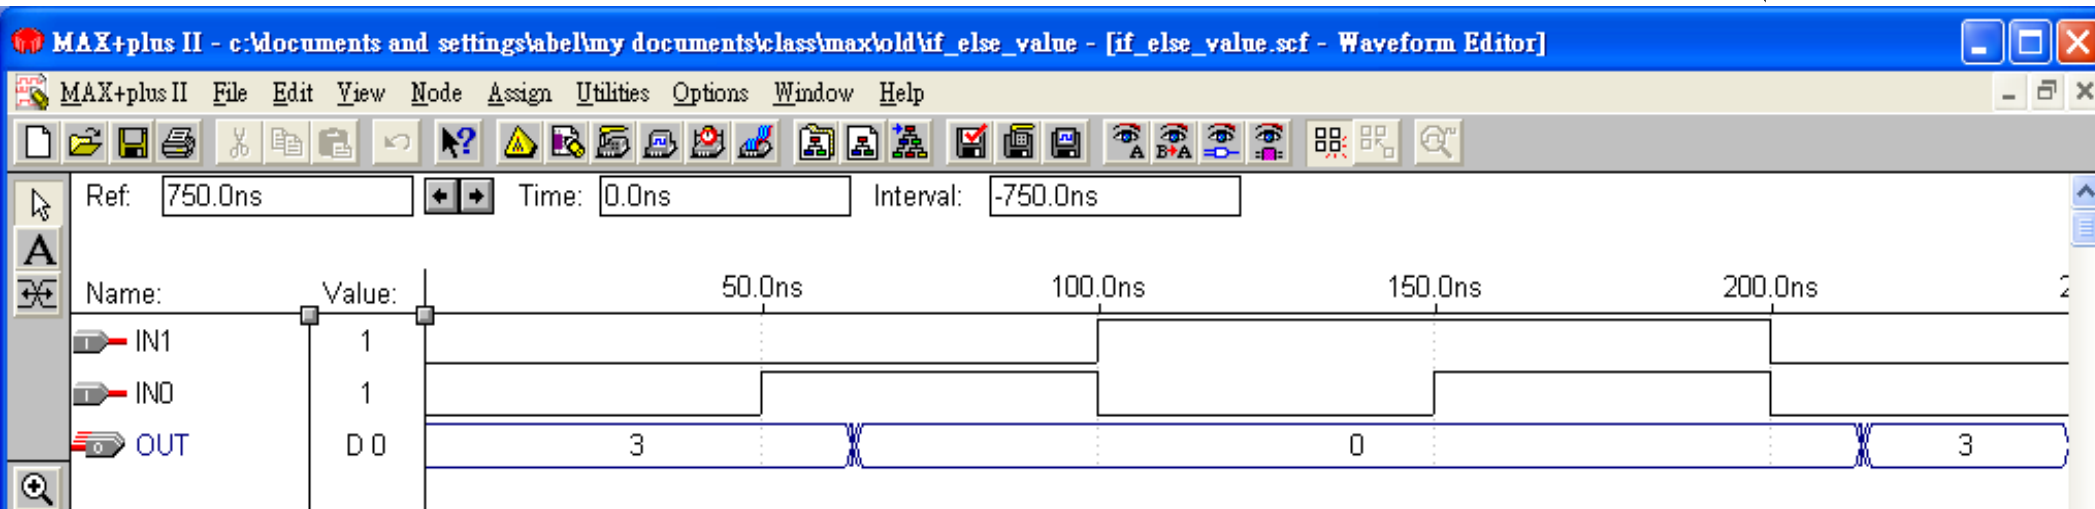 MAX+plus II - c:\documents and settings\abel\my documents\class\max\old\if_else_value - [if_else_value.scf - Waveform Editor]
MAX+plus II File Edit View Node Assign Utilities Options Window Help
Ref: 750.0ns Time: 0.0ns Interval: -750.0ns
A
50.0ns 100.0ns 150.0ns 200.0ns 2
Name: Value:
IN1 1
IN0 1
OUT D 0 3 0 3